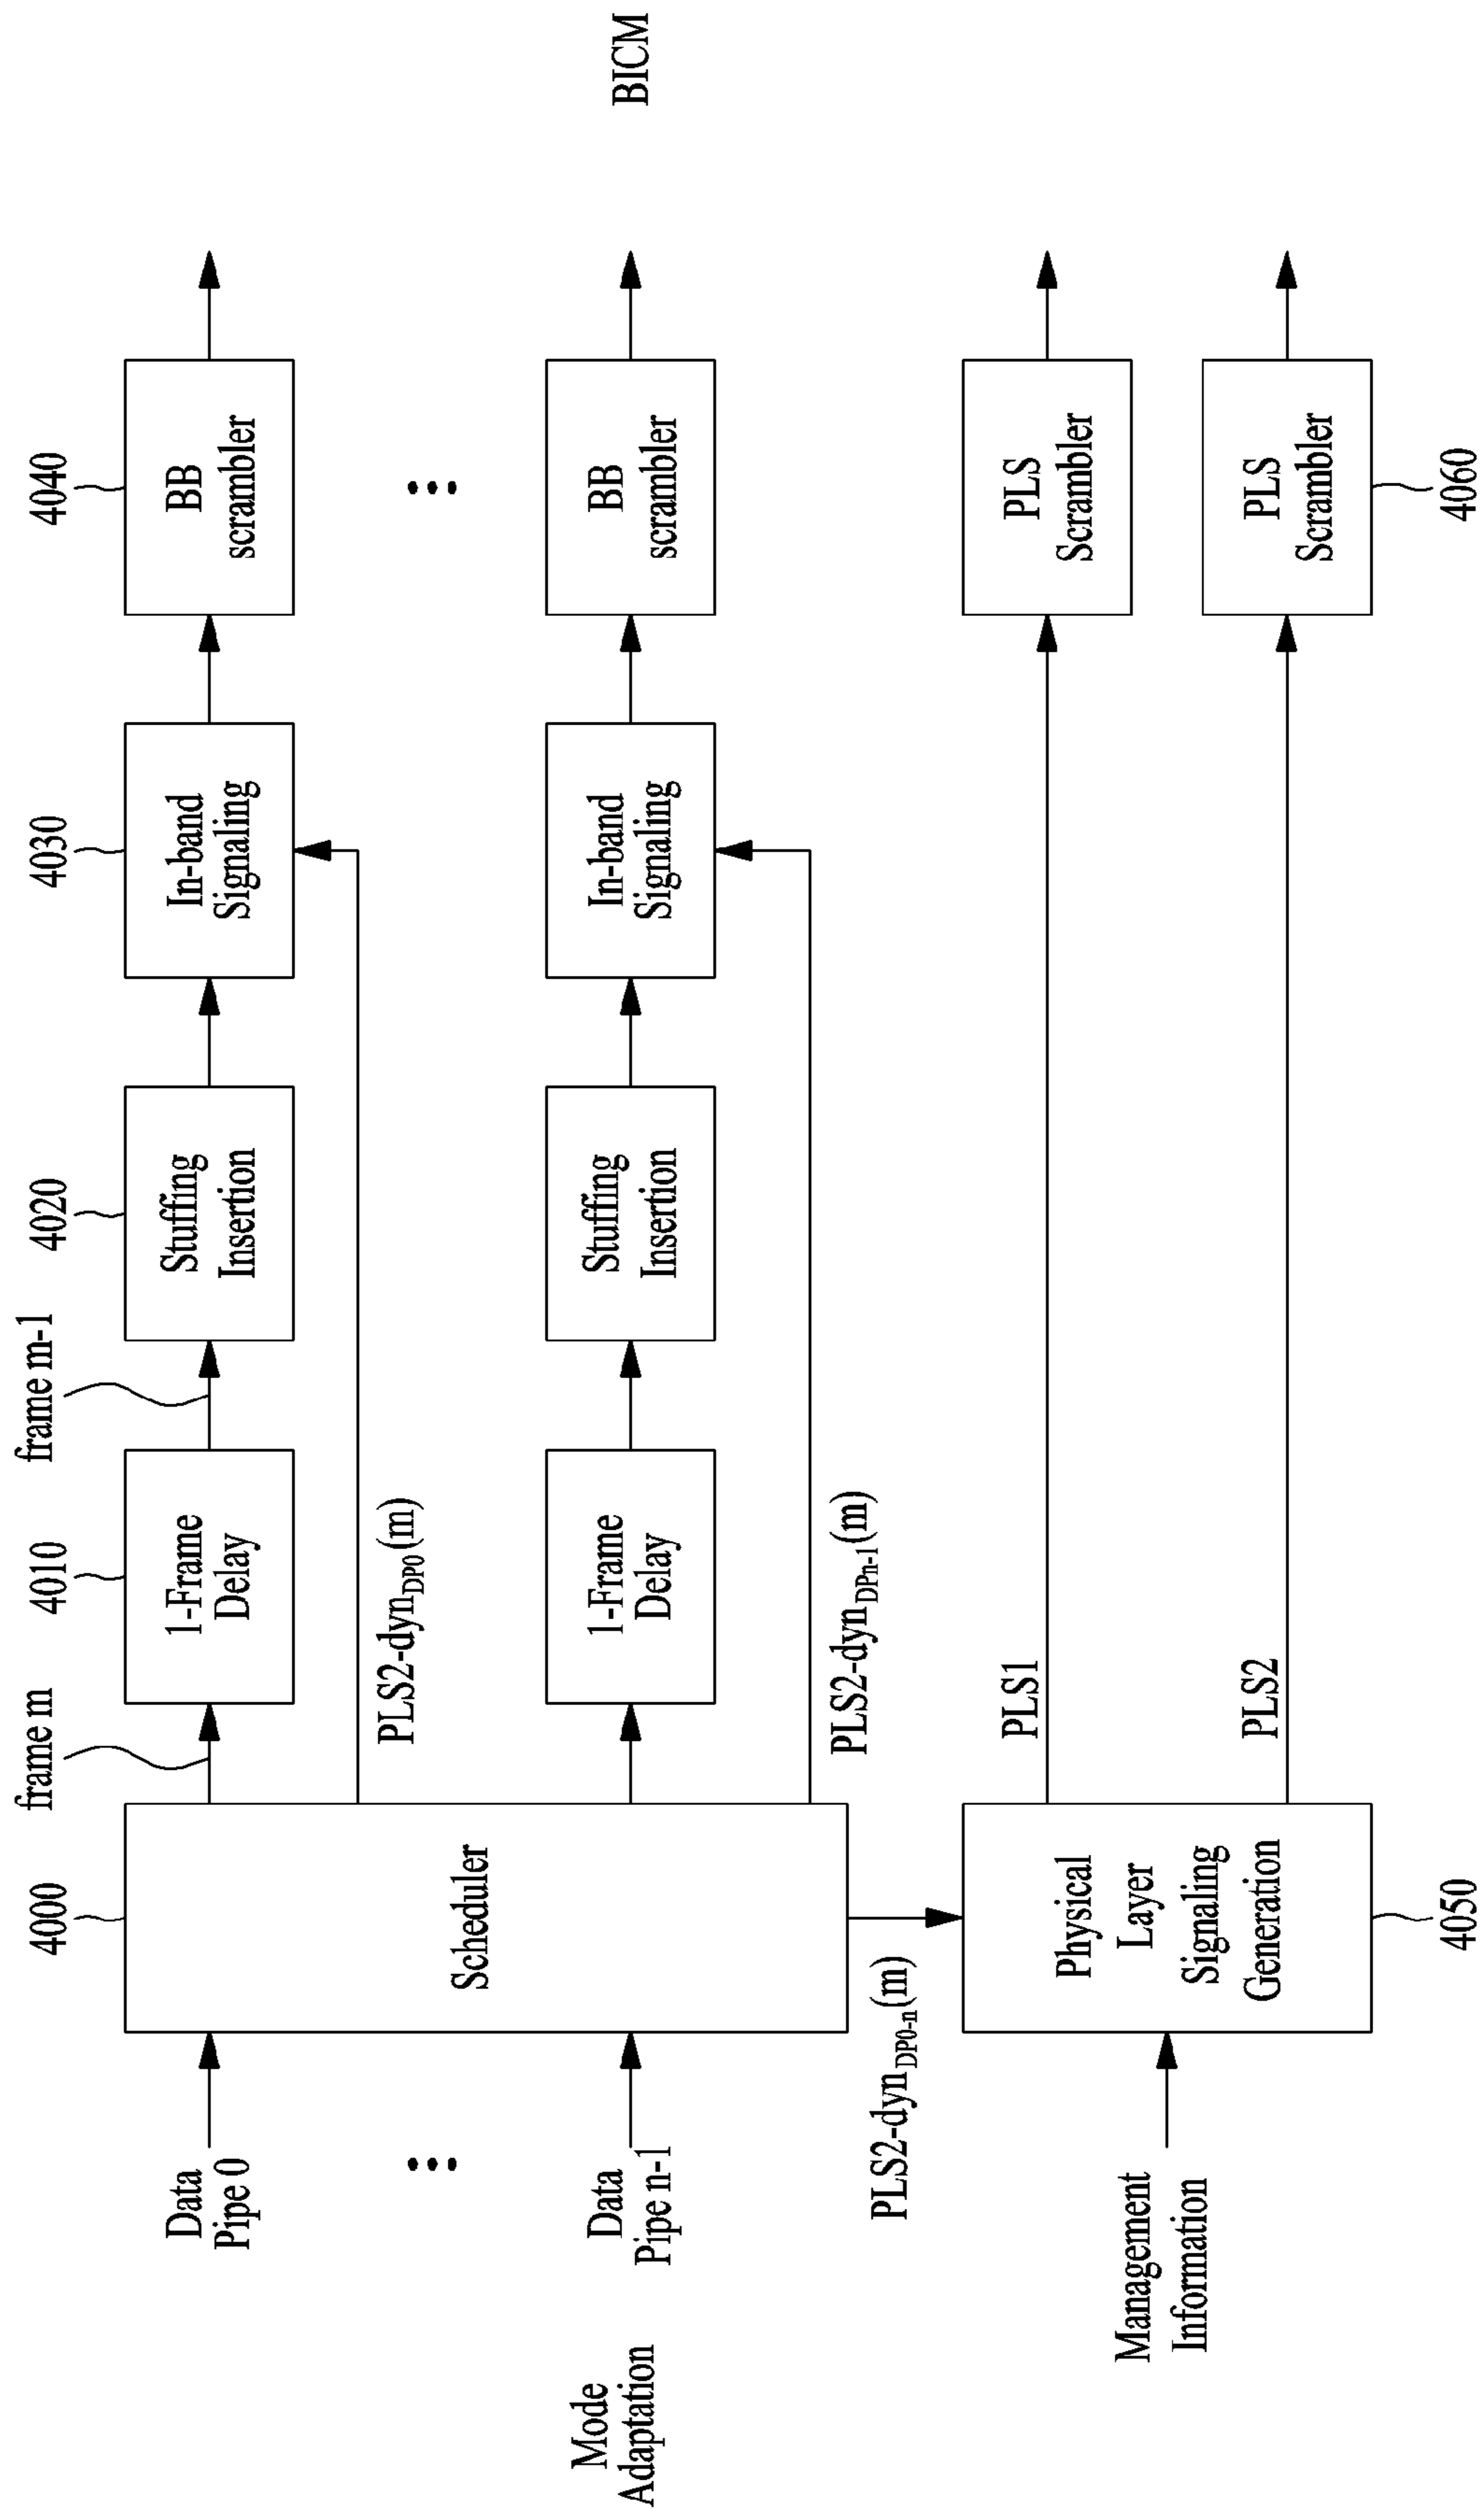 frame m
frame m-1
4000
4010
4020
4030
4040
Data
Pipe 0
Scheduler
1-Frame
Delay
Stuffing
Insertion
In-band
Signaling
BB
scrambler
PLS2-dynDP0(m)
Mode
Adaptation
Data
Pipe n-1
1-Frame
Delay
Stuffing
Insertion
In-band
Signaling
BB
scrambler
BICM
PLS2-dynDPn-1(m)
PLS2-dynDP0-n(m)
Management
Information
Physical
Layer
Signaling
Generation
PLS1
PLS
Scrambler
PLS2
PLS
Scrambler
4050
4060